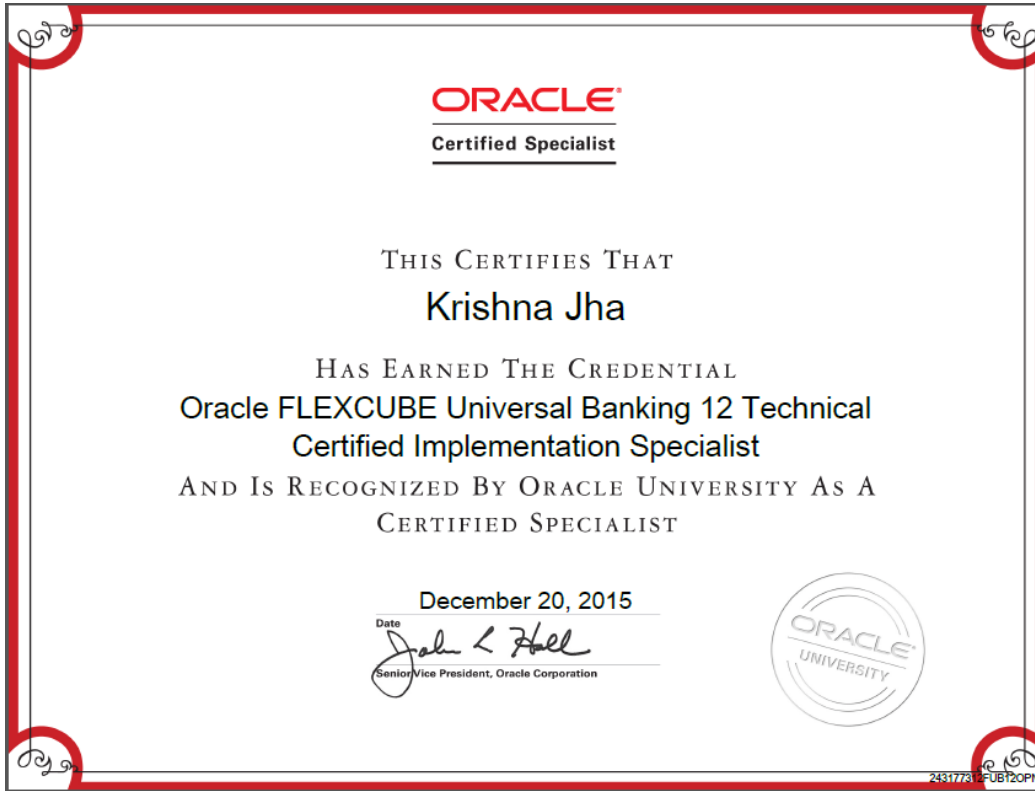 ORACLE
Certified Specialist
THIS CERTIFIES THAT
Krishna Jha
HAS EARNED THE CREDENTIAL
Oracle FLEXCUBE Universal Banking 12 Technical
Certified Implementation Specialist
AND IS RECOGNIZED BY ORACLE UNIVERSITY AS A
CERTIFIED SPECIALIST
December 20, 2015
Date
John L Hall
Senior Vice President, Oracle Corporation
ORACLE
UNIVERSITY